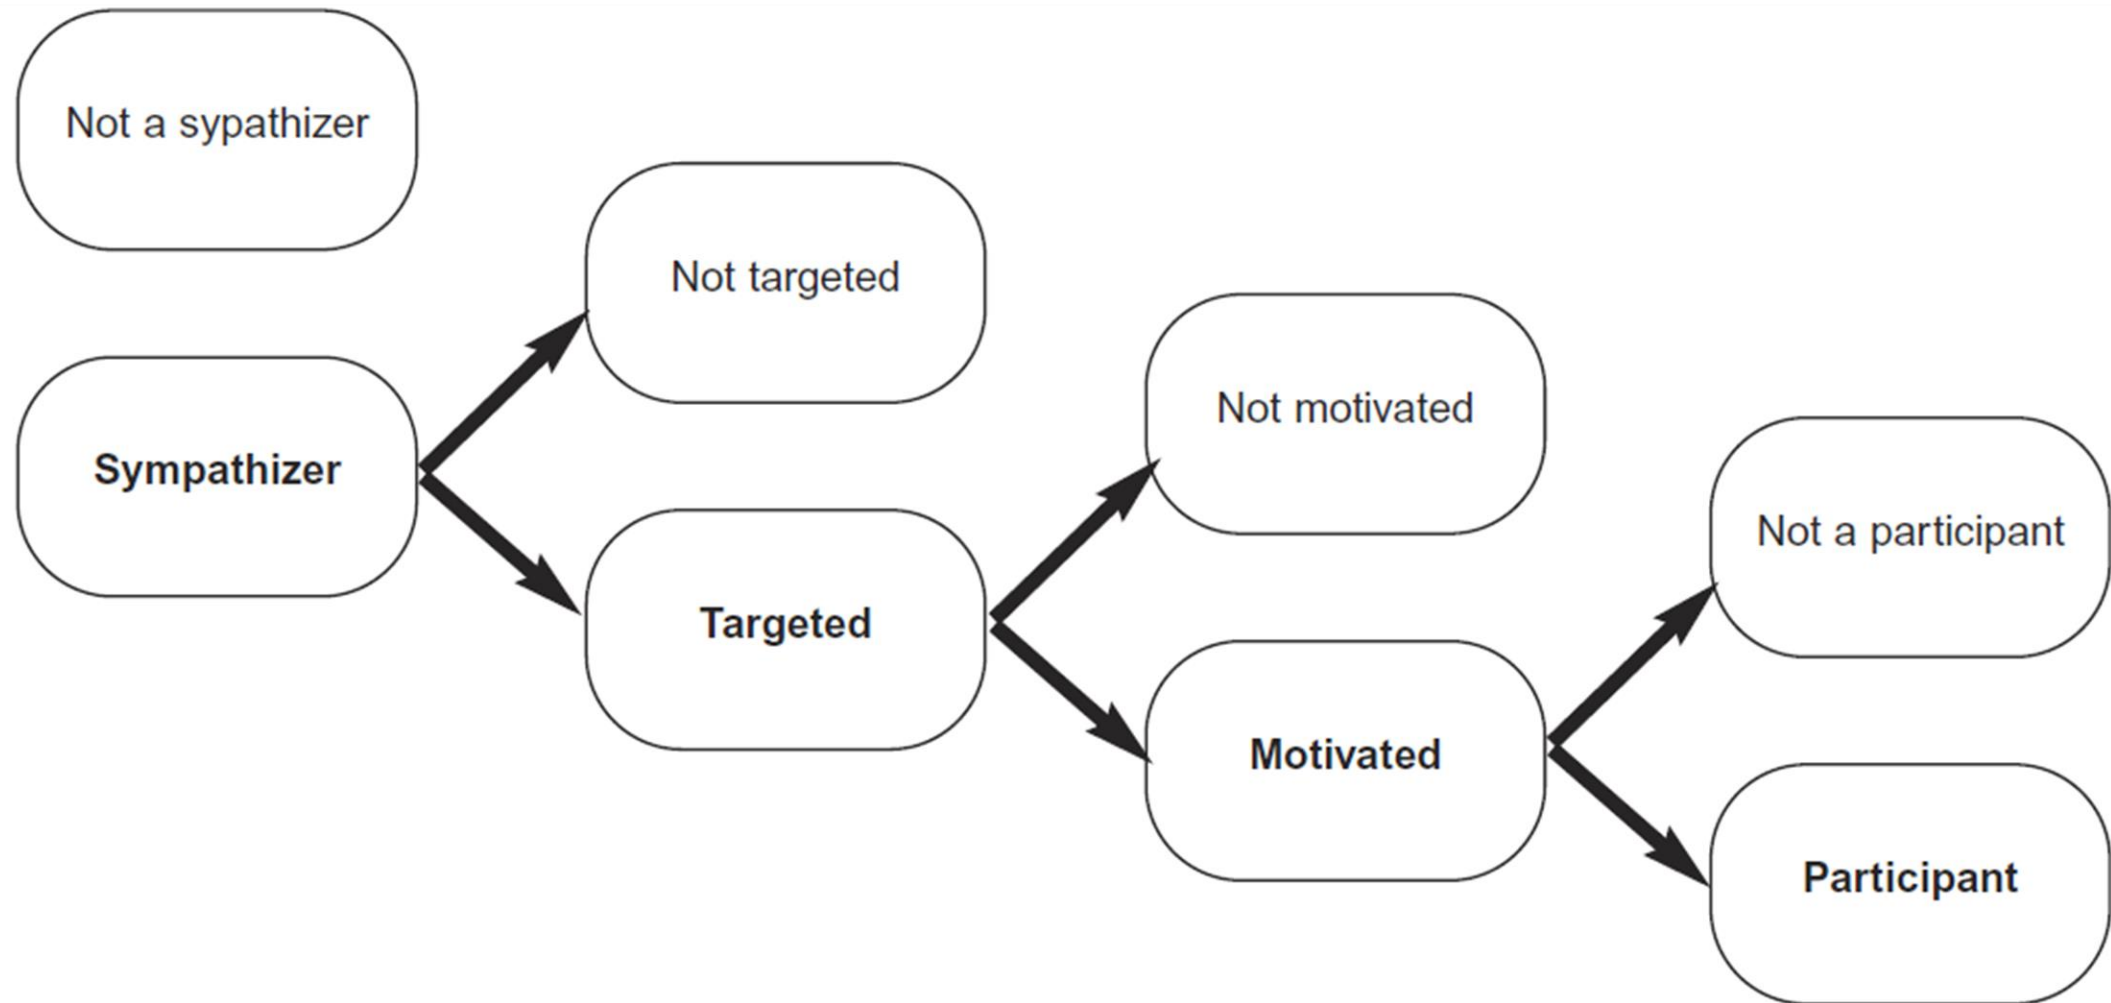 Not a sypathizer
Not targeted
Not motivated
Sympathizer
Not a participant
Targeted
Motivated
Participant